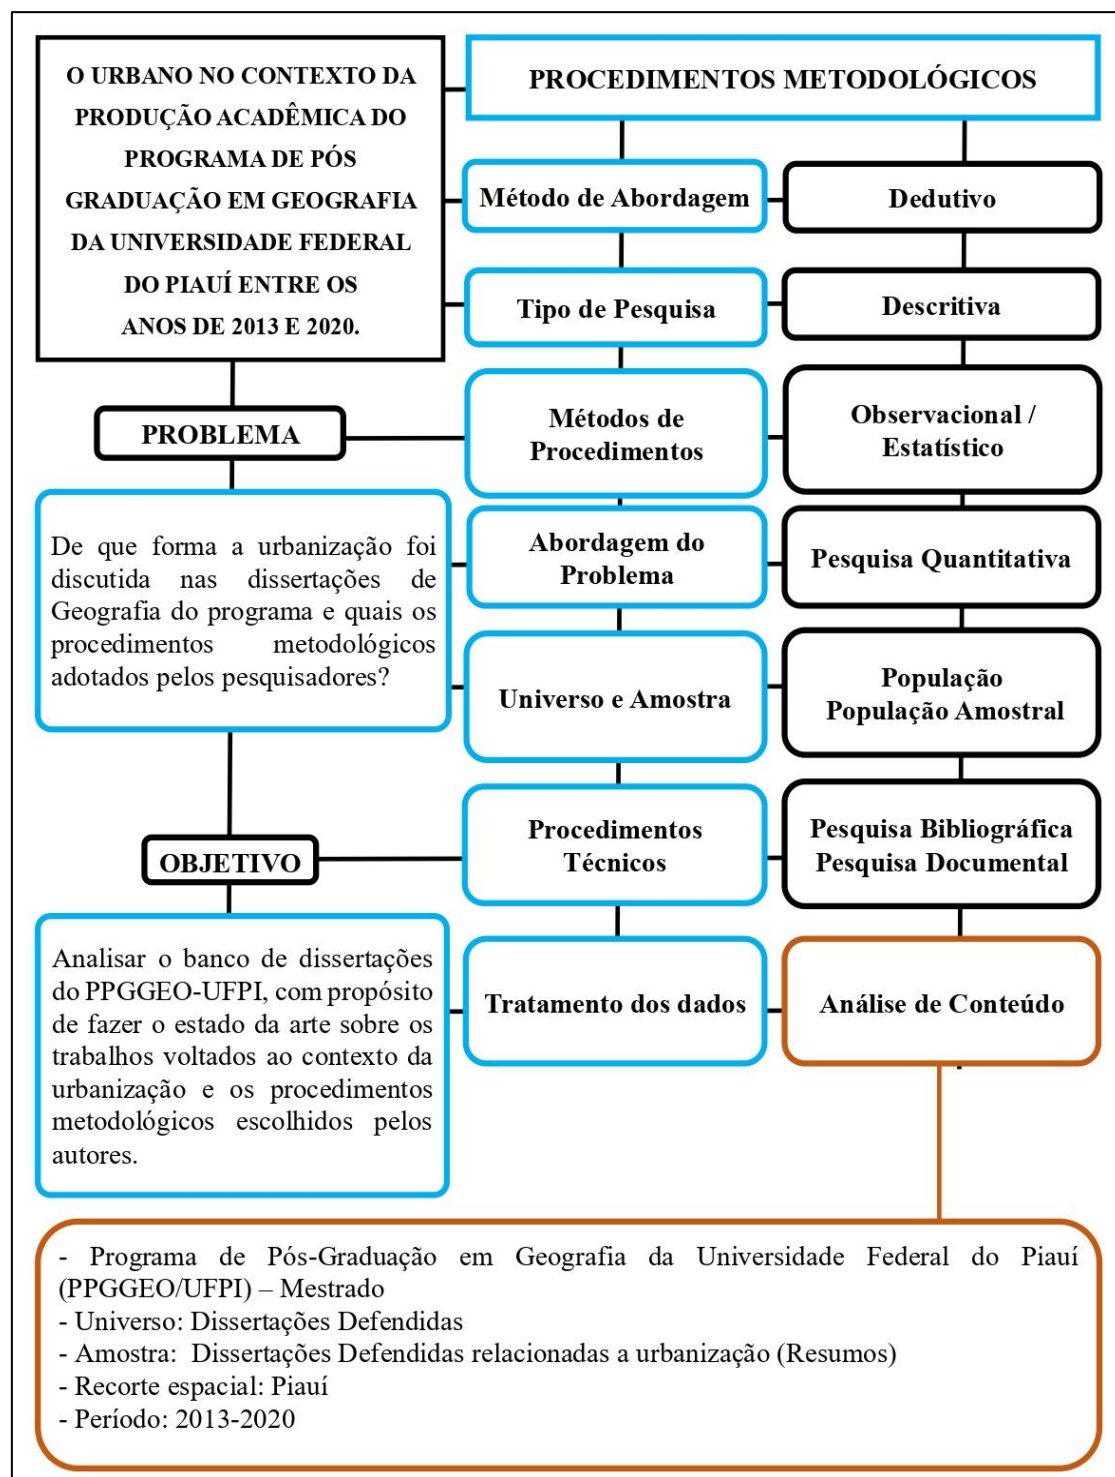 O URBANO NO CONTEXTO DA
PRODUÇÃO ACADÊMICA DO
PROGRAMA DE PÓS
GRADUAÇÃO EM GEOGRAFIA
DA UNIVERSIDADE FEDERAL
DO PIAUÍ ENTRE OS
ANOS DE 2013 E 2020.
PROBLEMA
De que forma a urbanização foi
discutida nas dissertações de
Geografia do programa e quais os
procedimentos metodológicos
adotados pelos pesquisadores?
OBJETIVO
Analisar o banco de dissertações
do PPGGEO-UFPI, com propósito
de fazer o estado da arte sobre os
trabalhos voltados ao contexto da
urbanização e os procedimentos
metodológicos escolhidos pelos
autores.
PROCEDIMENTOS METODOLÓGICOS
Método de Abordagem
Dedutivo
Tipo de Pesquisa
Descritiva
Métodos de
Procedimentos
Observacional /
Estatístico
Abordagem do
Problema
Pesquisa Quantitativa
Universo e Amostra
População
População Amostral
Procedimentos
Técnicos
Pesquisa Bibliográfica
Pesquisa Documental
Tratamento dos dados
Análise de Conteúdo
- Programa de Pós-Graduação em Geografia da Universidade Federal do Piauí
(PPGGEO/UFPI) – Mestrado
- Universo: Dissertações Defendidas
- Amostra: Dissertações Defendidas relacionadas a urbanização (Resumos)
- Recorte espacial: Piauí
- Período: 2013-2020